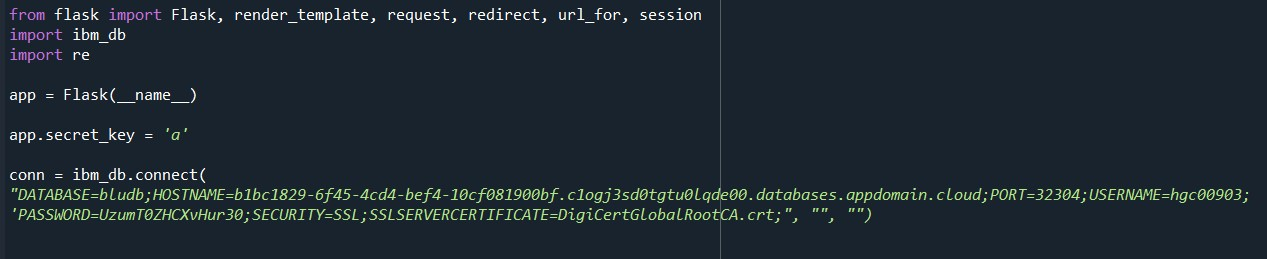 from flask import Flask, render_template, request, redirect, url_for, session
import ibm_db
import re
app = Flask(__name__)
app.secret_key = 'a'
conn = ibm_db.connect(
"DATABASE=bludb;HOSTNAME=b1bc1829-6f45-4cd4-bef4-10cf081900bf.c1ogj3sd0tgtu0lqde00.databases.appdomain.cloud;PORT=32304;USERNAME=hgc00903;
'PASSWORD=UzumT0ZHCXvHur30;SECURITY=SSL;SSLSERVERCERTIFICATE=DigiCertGlobalRootCA.crt;", "", "")